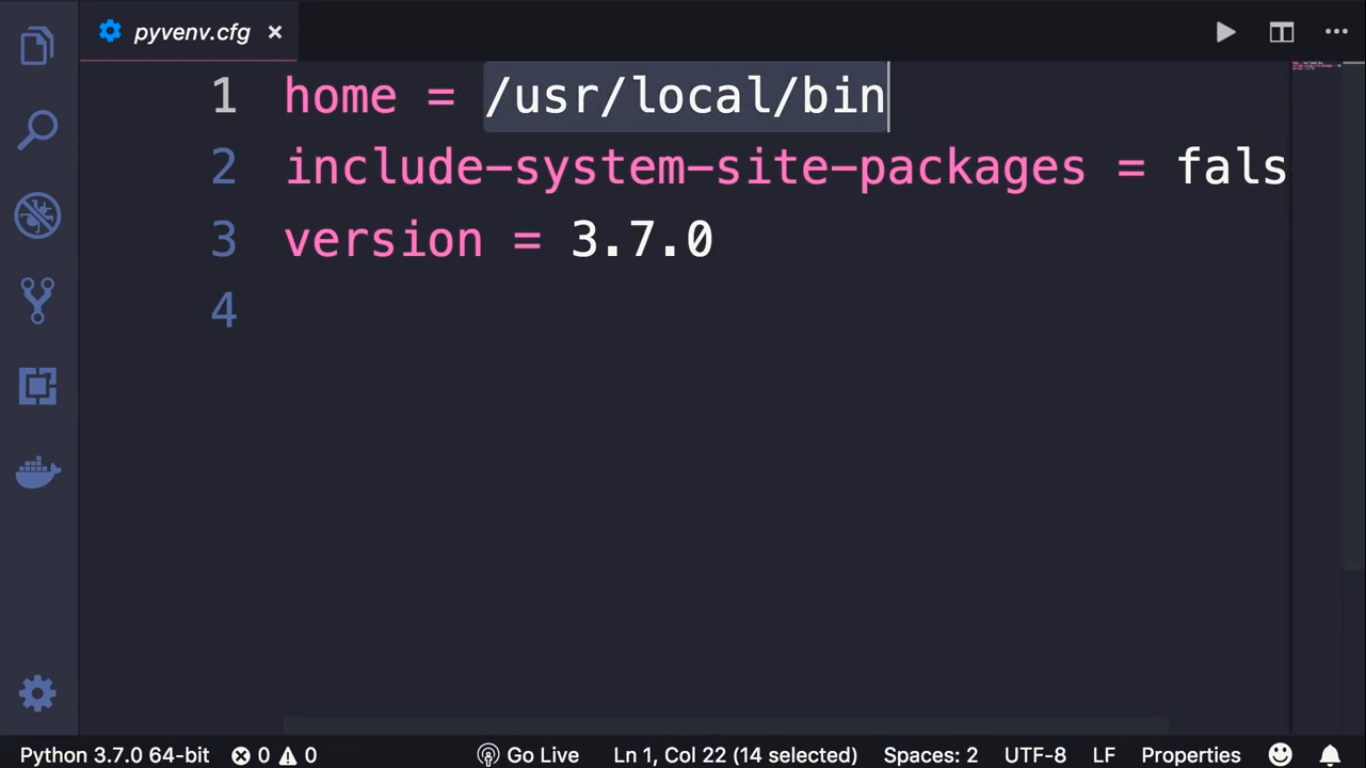 pyvenv.cfg ×
1 home = /usr/local/bin
2 include-system-site-packages = fals
3 version = 3.7.0
4
Python 3.7.0 64-bit 0 0 Go Live Ln 1, Col 22 (14 selected) Spaces: 2 UTF-8 LF Properties